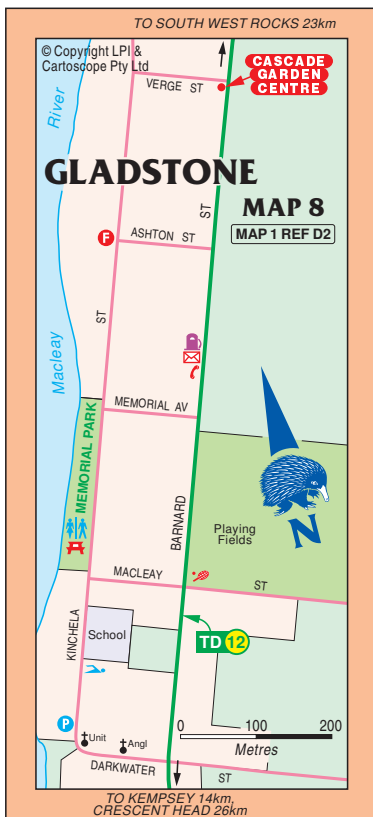 TO SOUTH WEST ROCKS 23km
© Copyright LPI &
Cartoscope Pty Ltd
CASCADE
GARDEN
CENTRE
VERGE ST
River
GLADSTONE
ST
MAP 8
MAP 1 REF D2
F
ASHTON ST
ST
Macleay
MEMORIAL AV
MEMORIAL PARK
BARNARD
Playing
Fields
N
MACLEAY
ST
KINCHELA
School
TD 12
P
Unit
Angl
0 100 200
Metres
DARKWATER
ST
TO KEMPSEY 14km,
CRESCENT HEAD 26km